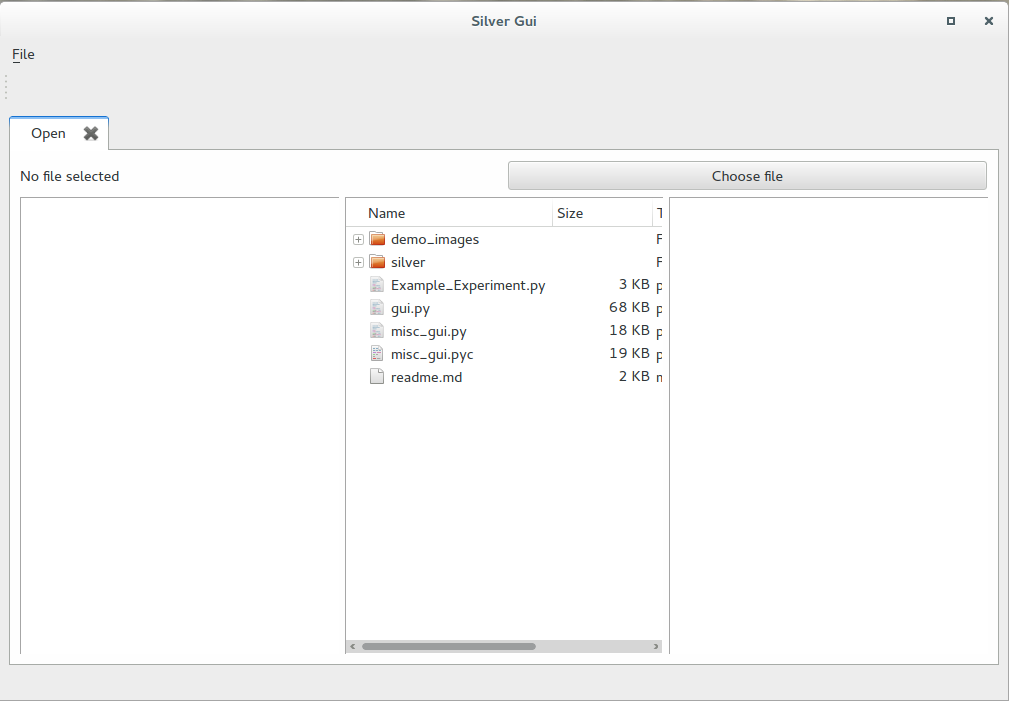 Silver Gui
File
Open
No file selected
Choose file
Name Size
demo_images
silver
Example_Experiment.py 3 KB
gui.py 68 KB
misc_gui.py 18 KB
misc_gui.pyc 19 KB
readme.md 2 KB